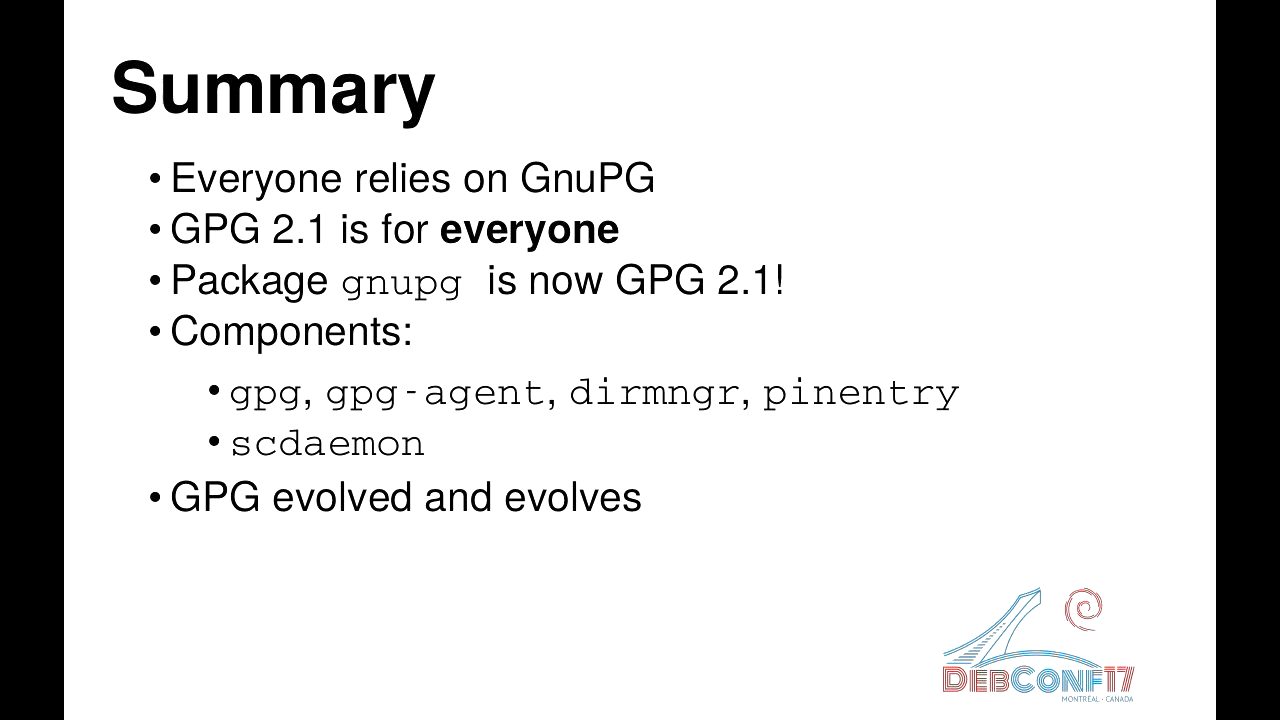 Summary
• Everyone relies on GnuPG
• GPG 2.1 is for everyone
• Package gnupg is now GPG 2.1!
• Components:
• gpg, gpg-agent, dirmngr, pinentry
• scdaemon
• GPG evolved and evolves
DEBCONF17
MONTRÉAL - CANADA